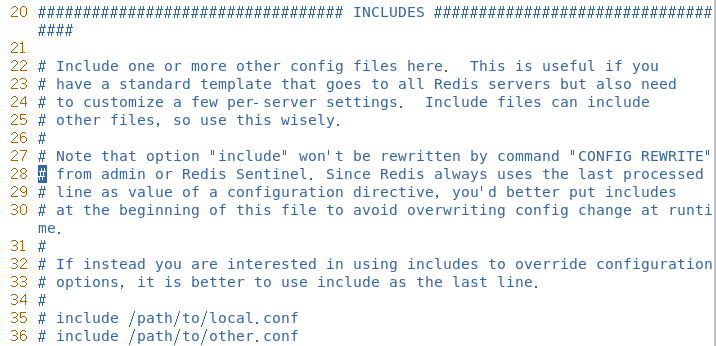 20 ################################## INCLUDES ###############################
####
21
22 # Include one or more other config files here.  This is useful if you
23 # have a standard template that goes to all Redis servers but also need
24 # to customize a few per-server settings.  Include files can include
25 # other files, so use this wisely.
26 #
27 # Note that option "include" won't be rewritten by command "CONFIG REWRITE"
28 # from admin or Redis Sentinel. Since Redis always uses the last processed
29 # line as value of a configuration directive, you'd better put includes
30 # at the beginning of this file to avoid overwriting config change at runti
me.
31 #
32 # If instead you are interested in using includes to override configuration
33 # options, it is better to use include as the last line.
34 #
35 # include /path/to/local.conf
36 # include /path/to/other.conf